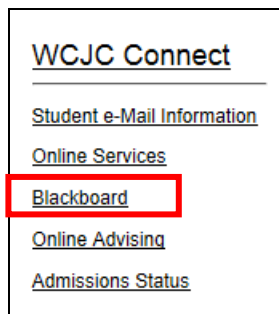 WCJC Connect
Student e-Mail Information
Online Services
Blackboard
Online Advising
Admissions Status